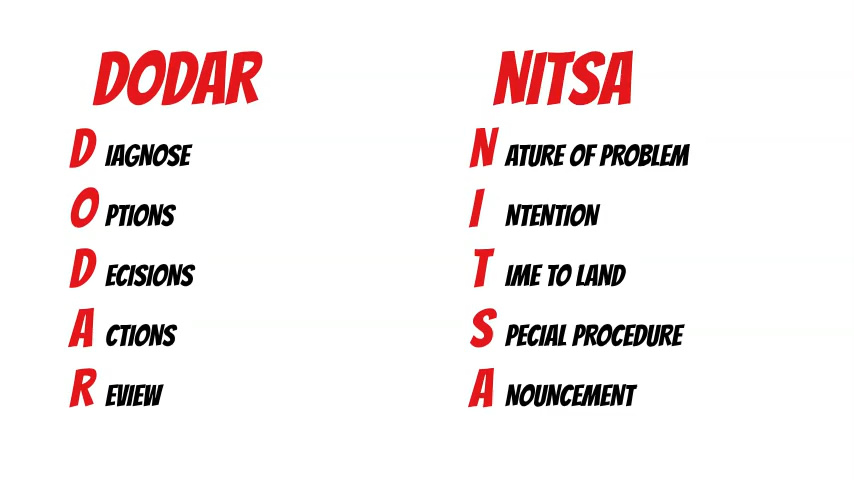 DODAR
DIAGNOSE
OPTIONS
DECISIONS
ACTIONS
REVIEW
NITSA
NATURE OF PROBLEM
INTENTION
TIME TO LAND
SPECIAL PROCEDURE
ANOUNCEMENT